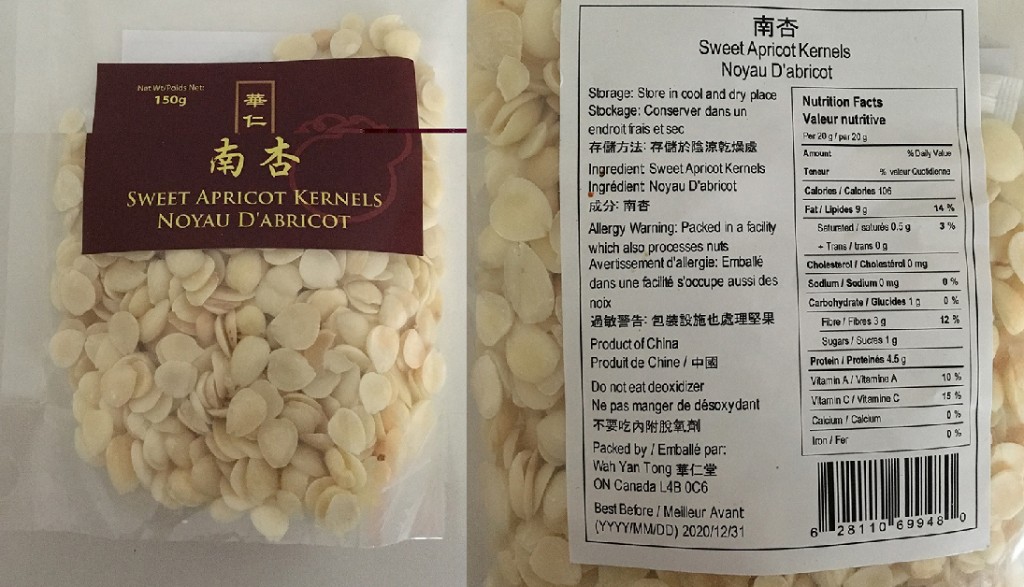 Net Wt/Poids Net:
150g
華
仁
南杏
SWEET APRICOT KERNELS
NOYAU D'ABRICOT
南杏
Sweet Apricot Kernels
Noyau D'abricot
Storage: Store in cool and dry place
Stockage: Conserver dans un
endroit frais et sec
存儲方法: 存儲於陰涼乾燥處
Ingredient: Sweet Apricot Kernels
Ingrédient: Noyau D'abricot
成分: 南杏
Allergy Warning: Packed in a facility
which also processes nuts
Avertissement d'allergie: Emballé
dans une facilité s'occupe aussi des
noix
過敏警告: 包裝設施也處理堅果
Product of China
Produit de Chine / 中國
Do not eat deoxidizer
Ne pas manger de désoxydant
不要吃內附脫氧劑
Packed by / Emballé par:
Wah Yan Tong 華仁堂
ON Canada L4B 0C6
Best Before / Meilleur Avant
(YYYY/MM/DD) 2020/12/31
Nutrition Facts
Valeur nutritive
Per 20 g / par 20 g
Amount % Daily Value
Teneur % valeur Quotidienne
Calories / Calories 106
Fat / Lipides 9 g 14 %
Saturated / saturés 0.5 g 3 %
+ Trans / trans 0 g
Cholesterol / Cholestérol 0 mg
Sodium / Sodium 0 mg 0 %
Carbohydrate / Glucides 1 g 0 %
Fibre / Fibres 3 g 12 %
Sugars / Sucres 1 g
Protein / Protéines 4.5 g
Vitamin A / Vitamine A 10 %
Vitamin C / Vitamine C 15 %
Calcium / Calcium 0 %
Iron / Fer 0 %
6 28110 69948 0